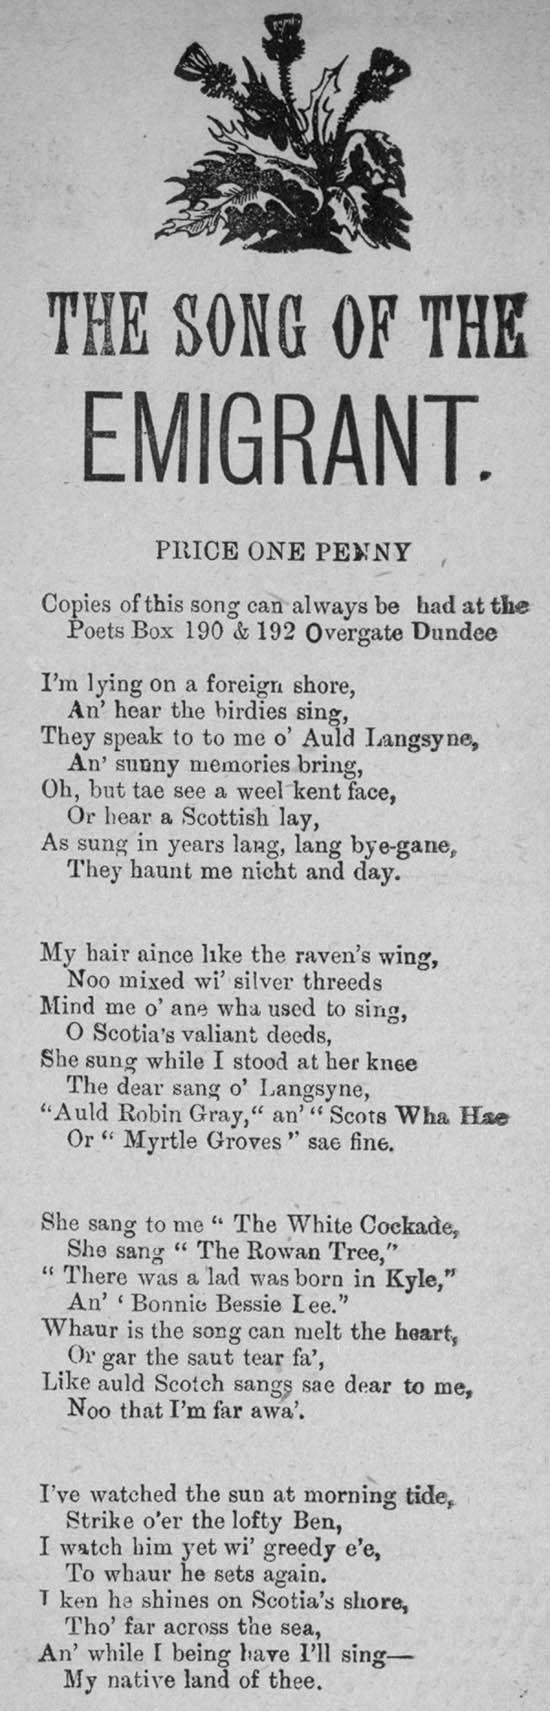 THE SONG OF THE
EMIGRANT.
PRICE ONE PENNY
Copies of this song can always be had at the
Poets Box 190 & 192 Overgate Dundee
I'm lying on a foreign shore,
An' hear the birdies sing,
They speak to to me o' Auld Langsyne,
An' sunny memories bring,
Oh, but tae see a weel kent face,
Or hear a Scottish lay,
As sung in years lang, lang bye-gane,
They haunt me nicht and day.
My hair aince like the raven's wing,
Noo mixed wi' silver threeds
Mind me o' ane wha used to sing,
O Scotia's valiant deeds,
She sung while I stood at her knee
The dear sang o' Langsyne,
"Auld Robin Gray," an' "Scots Wha Hae
Or "Myrtle Groves" sae fine.
She sang to me "The White Cockade,
She sang "The Rowan Tree,"
"There was a lad was born in Kyle,"
An' 'Bonnie Bessie Lee."
Whaur is the song can melt the heart,
Or gar the saut tear fa',
Like auld Scotch sangs sae dear to me,
Noo that I'm far awa'.
I've watched the sun at morning tide,
Strike o'er the lofty Ben,
I watch him yet wi' greedy e'e,
To whaur he sets again.
I ken he shines on Scotia's shore,
Tho' far across the sea,
An' while I being have I'll sing—
My native land of thee.